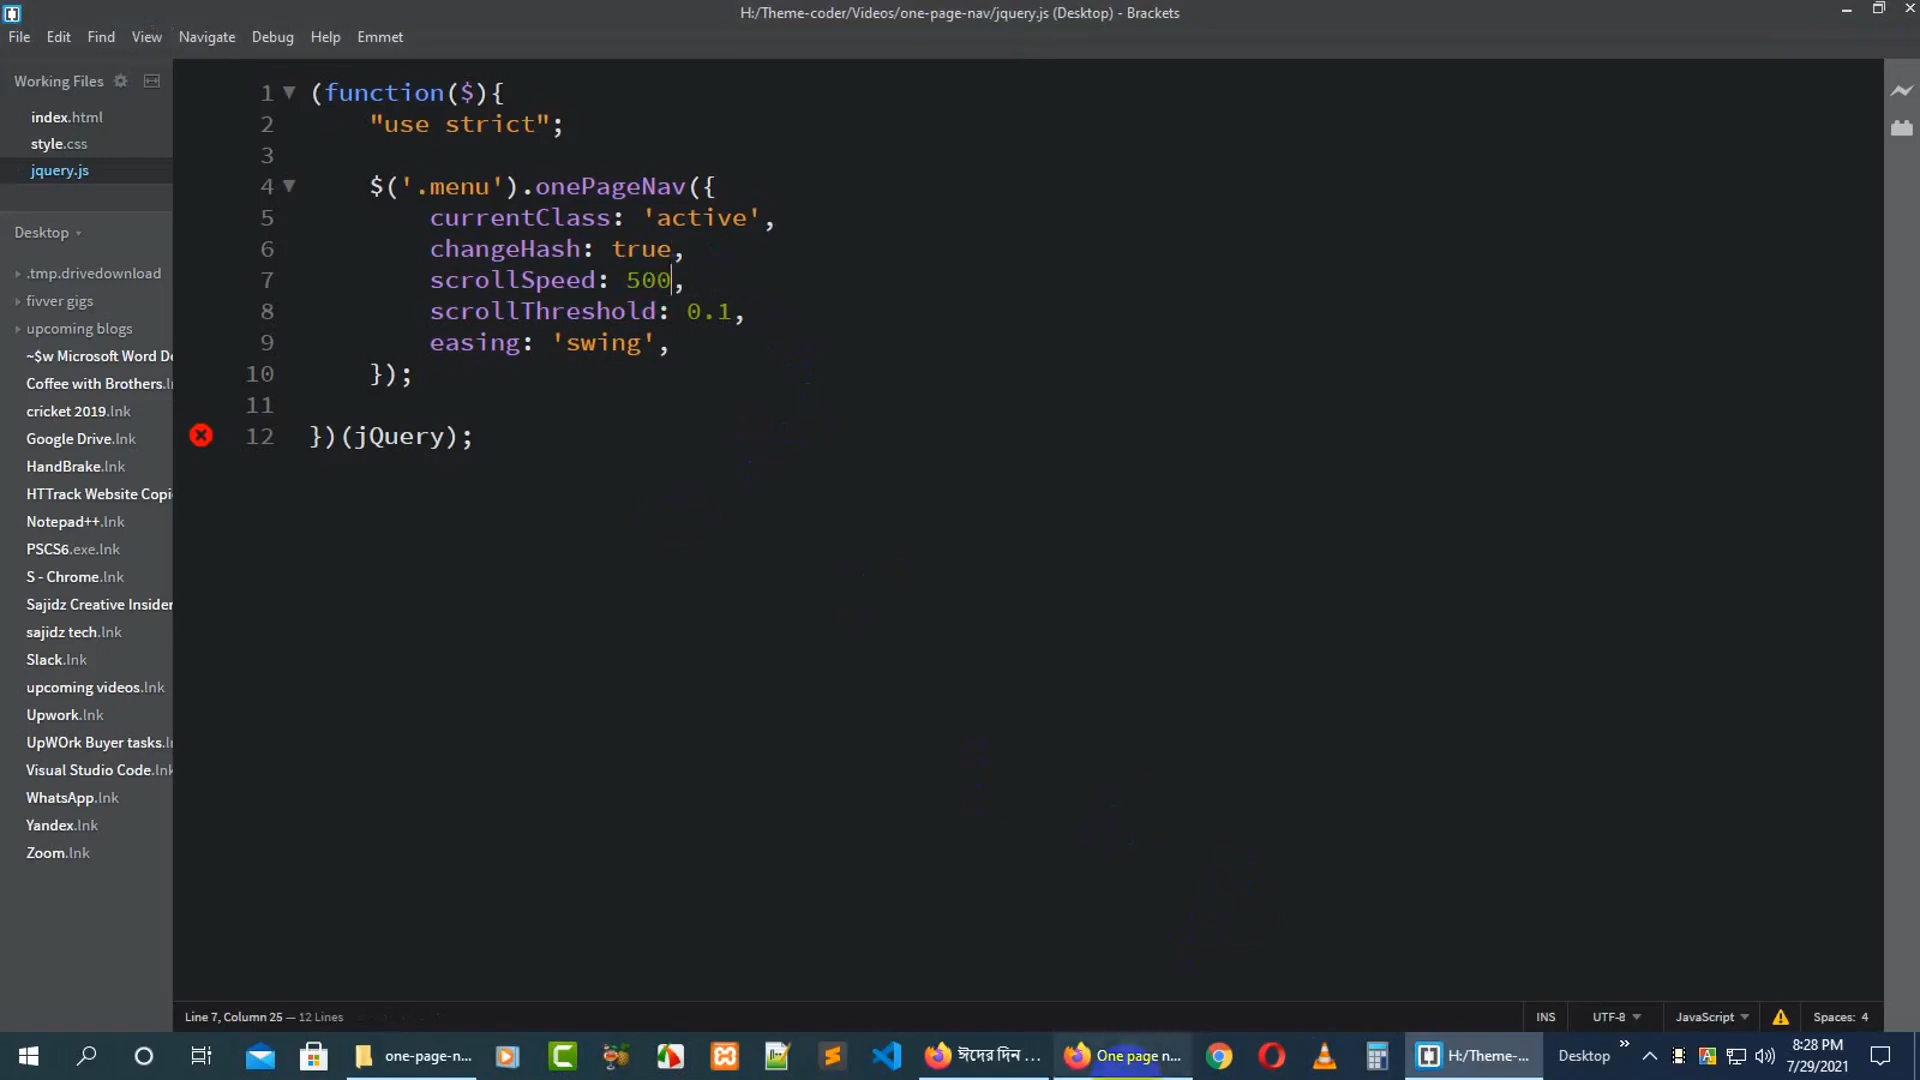 H:/Theme-coder/Videos/one-page-nav/jquery.js (Desktop) - Brackets
File Edit Find View Navigate Debug Help Emmet
Working Files
index.html
style.css
jquery.js
Desktop
.tmp.drivedownload
fivver gigs
upcoming blogs
~$w Microsoft Word De
Coffee with Brothers.l
cricket 2019.lnk
Google Drive.lnk
HandBrake.lnk
HTTrack Website Copi
Notepad++.lnk
PSCS6.exe.lnk
S - Chrome.lnk
Sajidz Creative Insider
sajidz tech.lnk
Slack.lnk
upcoming videos.lnk
Upwork.lnk
UpWOrk Buyer tasks.l
Visual Studio Code.lnk
WhatsApp.lnk
Yandex.lnk
Zoom.lnk
1 (function($){
2 "use strict";
3
4 $('.menu').onePageNav({
5 currentClass: 'active',
6 changeHash: true,
7 scrollSpeed: 500,
8 scrollThreshold: 0.1,
9 easing: 'swing',
10 });
11
12 })(jQuery);
Line 7, Column 25 — 12 Lines
INS UTF-8 JavaScript Spaces: 4
one-page-n... ঈদের দিন ... One page n... H:/Theme-... Desktop
8:28 PM
7/29/2021